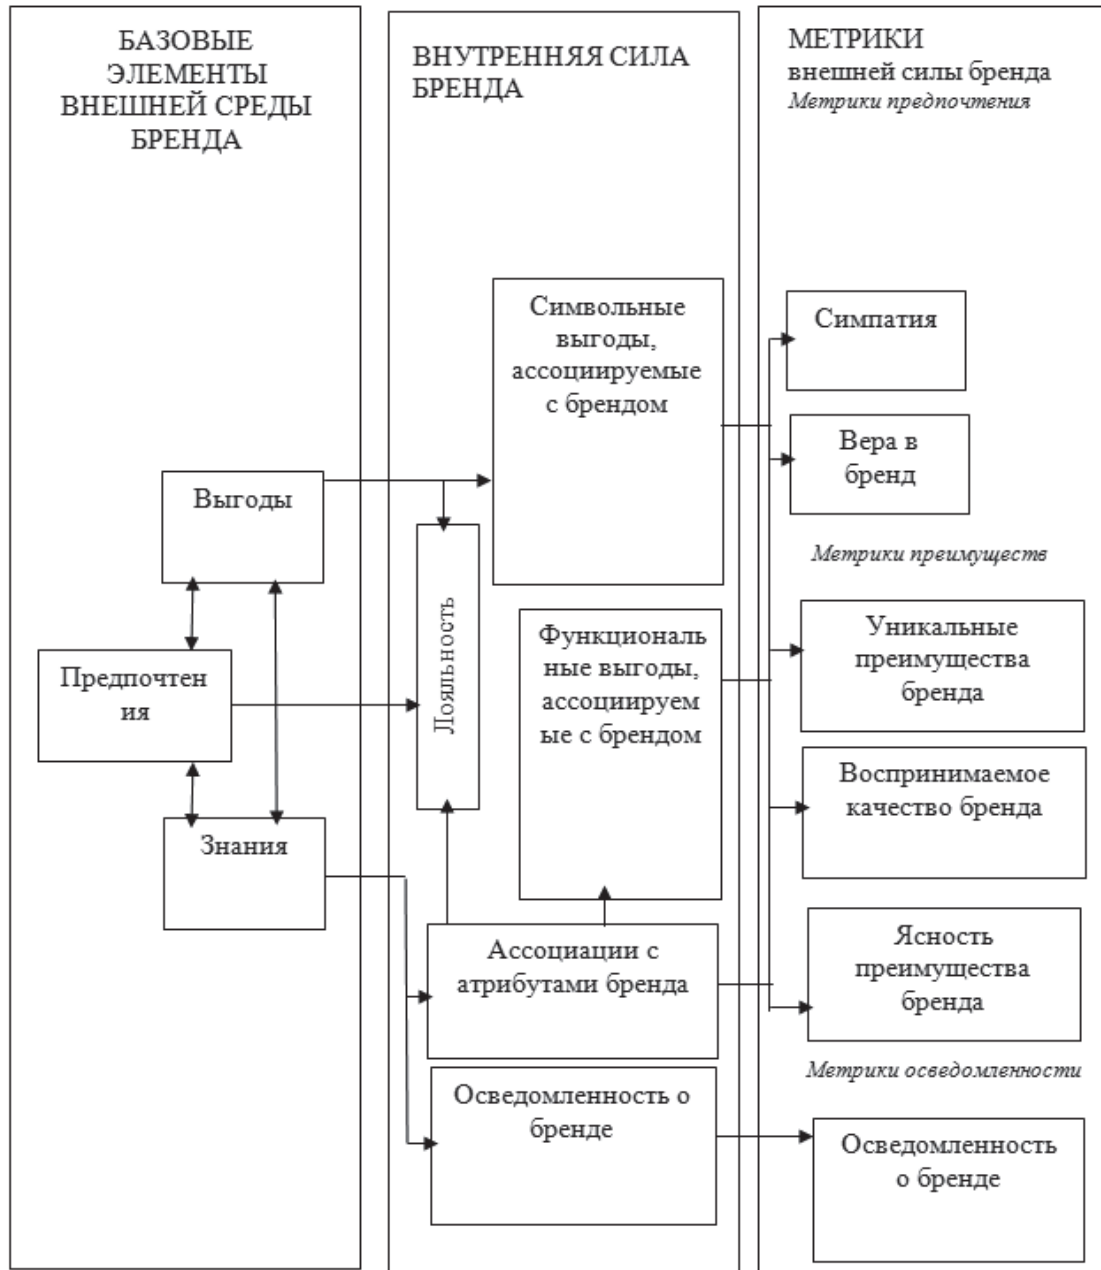 БАЗОВЫЕ
ЭЛЕМЕНТЫ
ВНЕШНЕЙ СРЕДЫ
БРЕНДА
Выгоды
Предпочтен
ия
Знания
ВНУТРЕННЯЯ СИЛА
БРЕНДА
Символьные
выгоды,
ассоциируемые
с брендом
Лояльность
Функциональ
ные выгоды,
ассоциируем
ые с брендом
Ассоциации с
атрибутами бренда
Осведомленность о
бренде
МЕТРИКИ
внешней силы бренда
Метрики предпочтения
Симпатия
Вера в
бренд
Метрики преимуществ
Уникальные
преимущества
бренда
Воспринимаемое
качество бренда
Ясность
преимущества
бренда
Метрики осведомленности
Осведомленность
о бренде